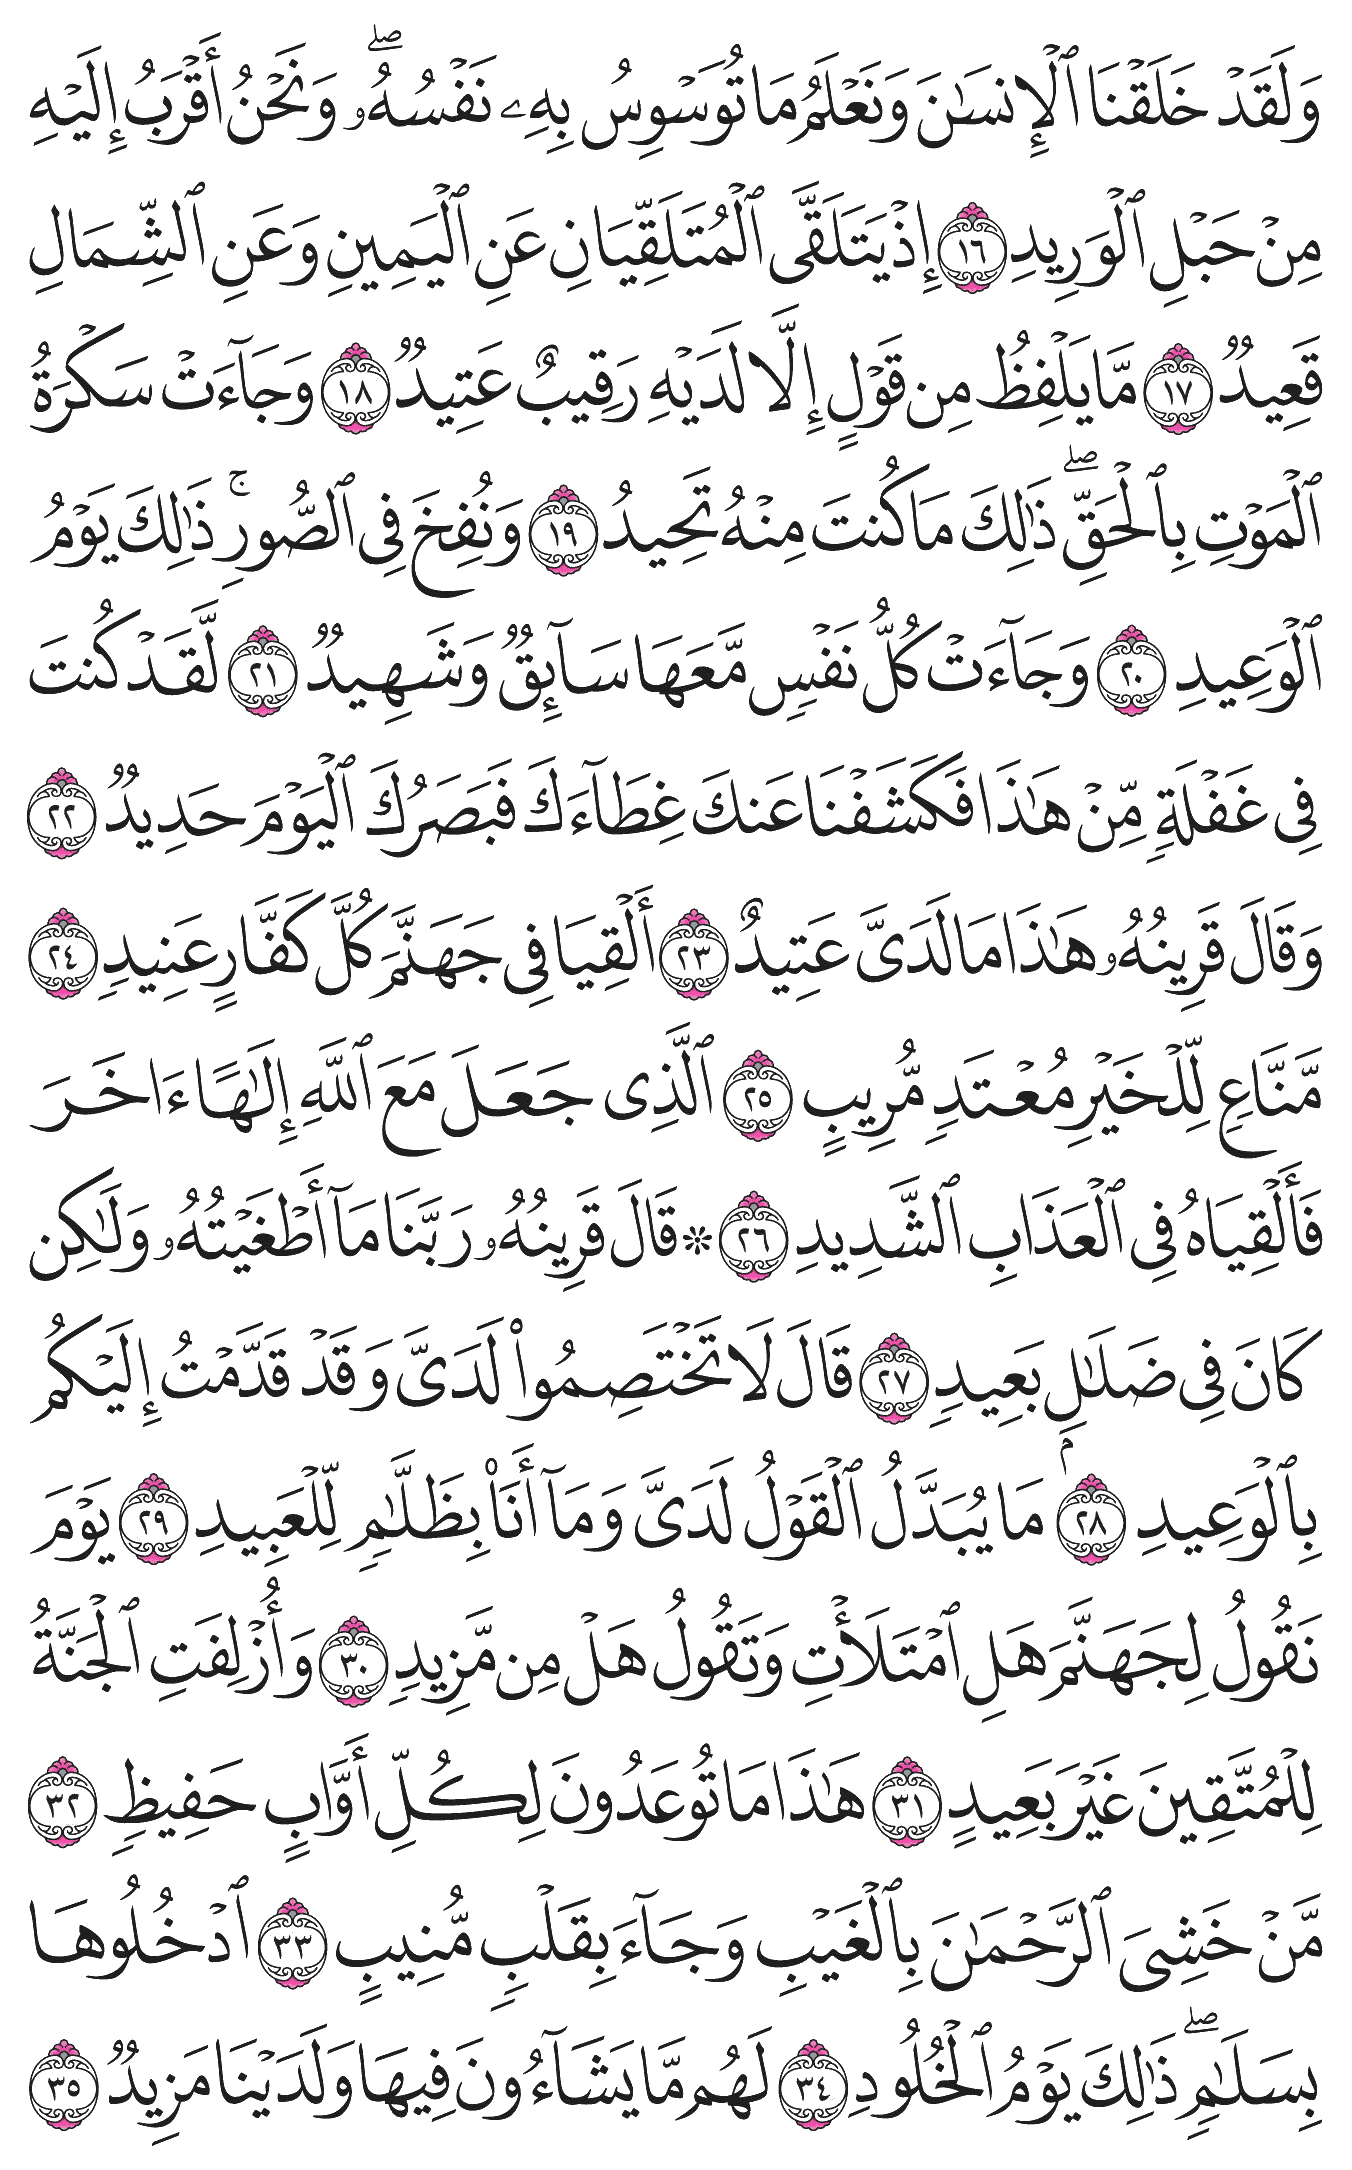 وَلَقَدۡ خَلَقۡنَا ٱلۡإِنسَٰنَ وَنَعۡلَمُ مَا تُوَسۡوِسُ بِهِۦ نَفۡسُهُۥۖ وَنَحۡنُ أَقۡرَبُ إِلَيۡهِ
مِنۡ حَبۡلِ ٱلۡوَرِيدِ ١٦ إِذۡ يَتَلَقَّى ٱلۡمُتَلَقِّيَانِ عَنِ ٱلۡيَمِينِ وَعَنِ ٱلشِّمَالِ
قَعِيدٞ ١٧ مَّا يَلۡفِظُ مِن قَوۡلٍ إِلَّا لَدَيۡهِ رَقِيبٌ عَتِيدٞ ١٨ وَجَآءَتۡ سَكۡرَةُ
ٱلۡمَوۡتِ بِٱلۡحَقِّۖ ذَٰلِكَ مَا كُنتَ مِنۡهُ تَحِيدُ ١٩ وَنُفِخَ فِي ٱلصُّورِۚ ذَٰلِكَ يَوۡمُ
ٱلۡوَعِيدِ ٢٠ وَجَآءَتۡ كُلُّ نَفۡسٖ مَّعَهَا سَآئِقٞ وَشَهِيدٞ ٢١ لَّقَدۡ كُنتَ
فِي غَفۡلَةٖ مِّنۡ هَٰذَا فَكَشَفۡنَا عَنكَ غِطَآءَكَ فَبَصَرُكَ ٱلۡيَوۡمَ حَدِيدٞ ٢٢
وَقَالَ قَرِينُهُۥ هَٰذَا مَا لَدَيَّ عَتِيدٌ ٢٣ أَلۡقِيَا فِي جَهَنَّمَ كُلَّ كَفَّارٍ عَنِيدٖ ٢٤
مَّنَّاعٖ لِّلۡخَيۡرِ مُعۡتَدٖ مُّرِيبٍ ٢٥ ٱلَّذِي جَعَلَ مَعَ ٱللَّهِ إِلَٰهًا ءَاخَرَ
فَأَلۡقِيَاهُ فِي ٱلۡعَذَابِ ٱلشَّدِيدِ ٢٦ ۞ قَالَ قَرِينُهُۥ رَبَّنَا مَآ أَطۡغَيۡتُهُۥ وَلَٰكِن
كَانَ فِي ضَلَٰلِۭ بَعِيدٖ ٢٧ قَالَ لَا تَخۡتَصِمُواْ لَدَيَّ وَقَدۡ قَدَّمۡتُ إِلَيۡكُم
بِٱلۡوَعِيدِ ٢٨ مَا يُبَدَّلُ ٱلۡقَوۡلُ لَدَيَّ وَمَآ أَنَا۠ بِظَلَّٰمٖ لِّلۡعَبِيدِ ٢٩ يَوۡمَ
نَقُولُ لِجَهَنَّمَ هَلِ ٱمۡتَلَأۡتِ وَتَقُولُ هَلۡ مِن مَّزِيدٖ ٣٠ وَأُزۡلِفَتِ ٱلۡجَنَّةُ
لِلۡمُتَّقِينَ غَيۡرَ بَعِيدٍ ٣١ هَٰذَا مَا تُوعَدُونَ لِكُلِّ أَوَّابٍ حَفِيظٖ ٣٢
مَّنۡ خَشِيَ ٱلرَّحۡمَٰنَ بِٱلۡغَيۡبِ وَجَآءَ بِقَلۡبٖ مُّنِيبٍ ٣٣ ٱدۡخُلُوهَا
بِسَلَٰمٖۖ ذَٰلِكَ يَوۡمُ ٱلۡخُلُودِ ٣٤ لَهُم مَّا يَشَآءُونَ فِيهَا وَلَدَيۡنَا مَزِيدٞ ٣٥